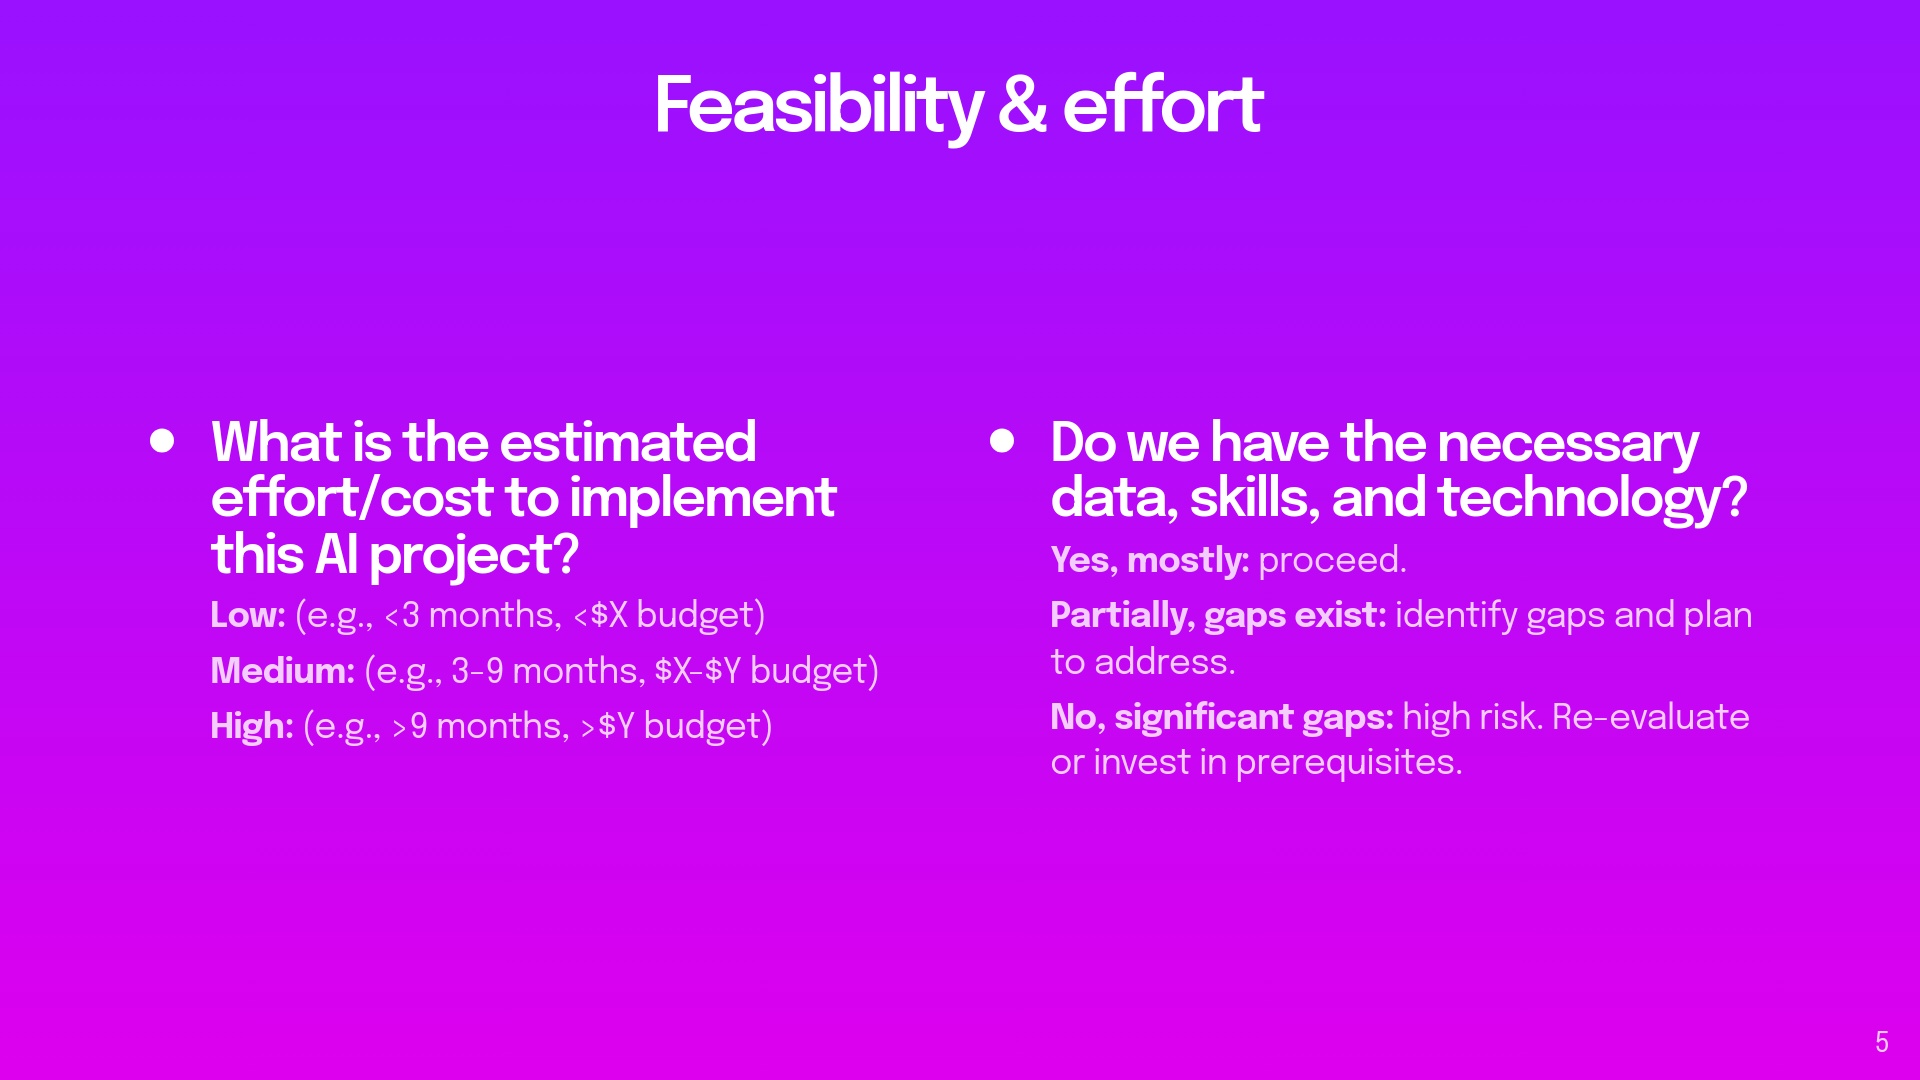 Feasibility & effort
● What is the estimated
effort/cost to implement
this AI project?
Low: (e.g., <3 months, <$X budget)
Medium: (e.g., 3–9 months, $X–$Y budget)
High: (e.g., >9 months, >$Y budget)
● Do we have the necessary
data, skills, and technology?
Yes, mostly: proceed.
Partially, gaps exist: identify gaps and plan
to address.
No, significant gaps: high risk. Re-evaluate
or invest in prerequisites.
5